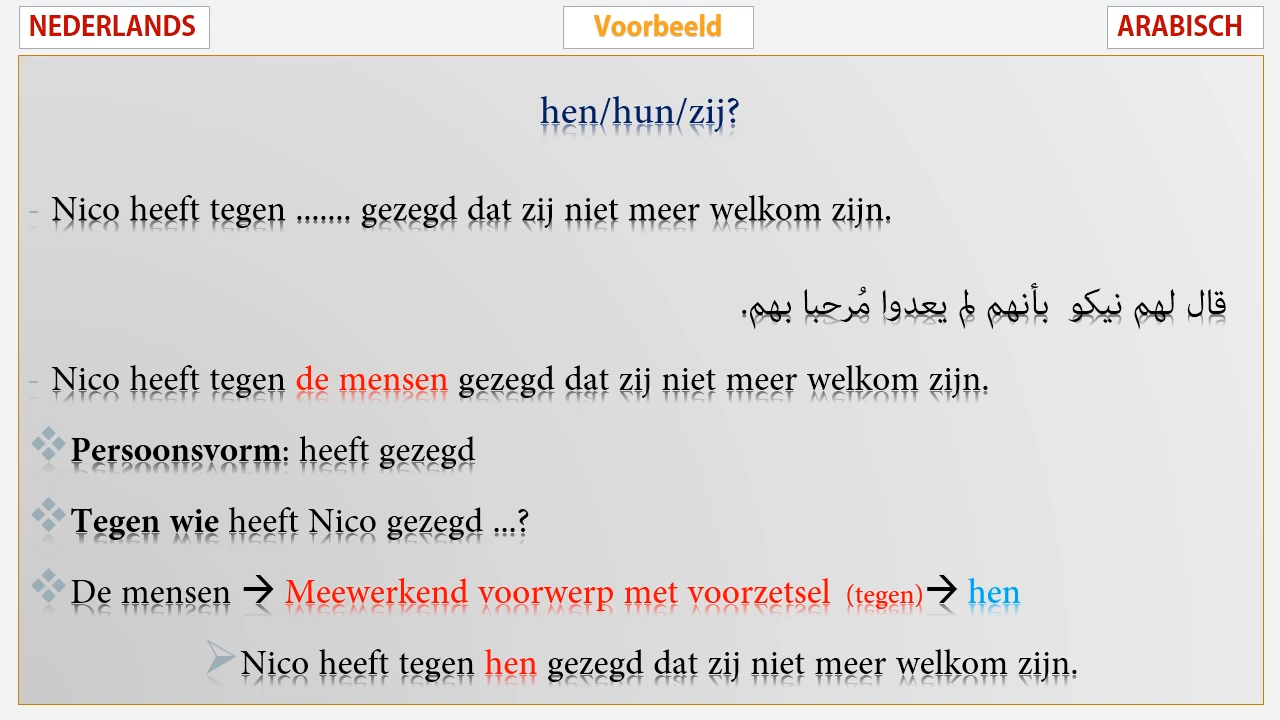 NEDERLANDS
Voorbeeld
ARABISCH
hen/hun/zij?
- Nico heeft tegen ....... gezegd dat zij niet meer welkom zijn.
قال لهم نيكو بأنهم لم يعدوا مُرحبا بهم.
- Nico heeft tegen de mensen gezegd dat zij niet meer welkom zijn.
❖ Persoonsvorm: heeft gezegd
❖ Tegen wie heeft Nico gezegd ...?
❖ De mensen → Meewerkend voorwerp met voorzetsel (tegen)→ hen
➢ Nico heeft tegen hen gezegd dat zij niet meer welkom zijn.